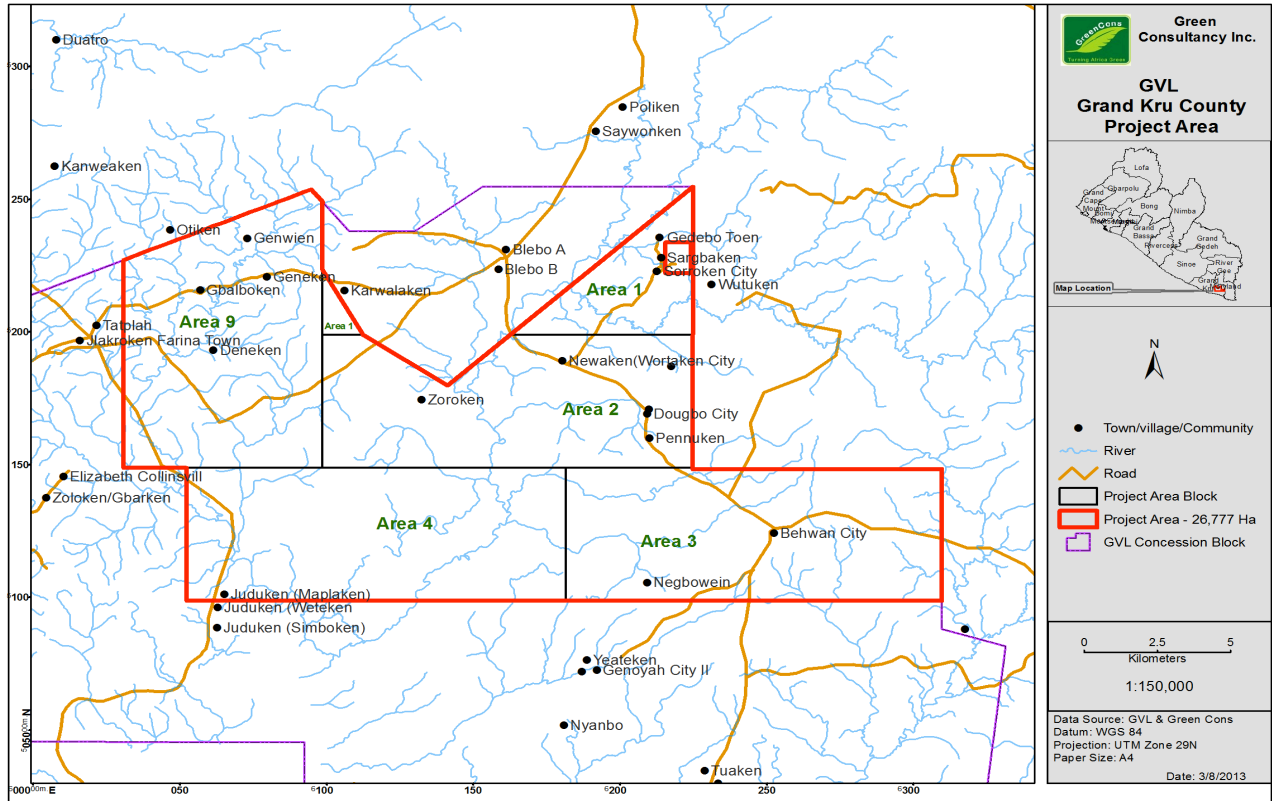 Duatro
Poliken
Saywonken
Kanweaken
Otiken
Genwien
Gedebo Toen
Blebo A
Sargbaken
Blebo B
Sorroken City
Geneken
Wutuken
Gbalboken
Karwalaken
Area 1
Area 9
Area 1
Tatplah
Jlakroken Farina Town
Deneken
Newaken(Wortaken City
Zoroken
Area 2
Dougbo City
Pennuken
Elizabeth Collinsvill
Zoloken/Gbarken
Area 4
Behwan City
Area 3
Negbowein
Juduken (Maplaken)
Juduken (Weteken
Juduken (Simboken)
Yeateken
Genoyah City II
Nyanbo
Tuaken
300
250
200
150
100
050
100
200
250
300
GreenCons
Turning Africa Green
Green
Consultancy Inc.
GVL
Grand Kru County
Project Area
Lofa
Gbarpolu
Grand
Cape
Mount
Bong
Nimba
Grand
Bassa
Rivercess
Grand
Gedeh
Sinoe
River
Gee
Map Location
N
Town/village/Community
River
Road
Project Area Block
Project Area - 26,777 Ha
GVL Concession Block
0 2.5 5
Kilometers
1:150,000
Data Source: GVL & Green Cons
Datum: WGS 84
Projection: UTM Zone 29N
Paper Size: A4
Date: 3/8/2013